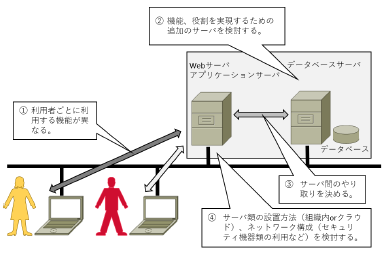 ② 機能、役割を実現するための
追加のサーバを検討する。
Webサーバ
アプリケーションサーバ
データベースサーバ
① 利用者ごとに利
用する機能が異
なる。
データベース
③ サーバ間のやり
取りを決める。
④ サーバ類の設置方法（組織内orクラウ
ド）、ネットワーク構成（セキュリ
ティ機器類の利用など）を検討する。